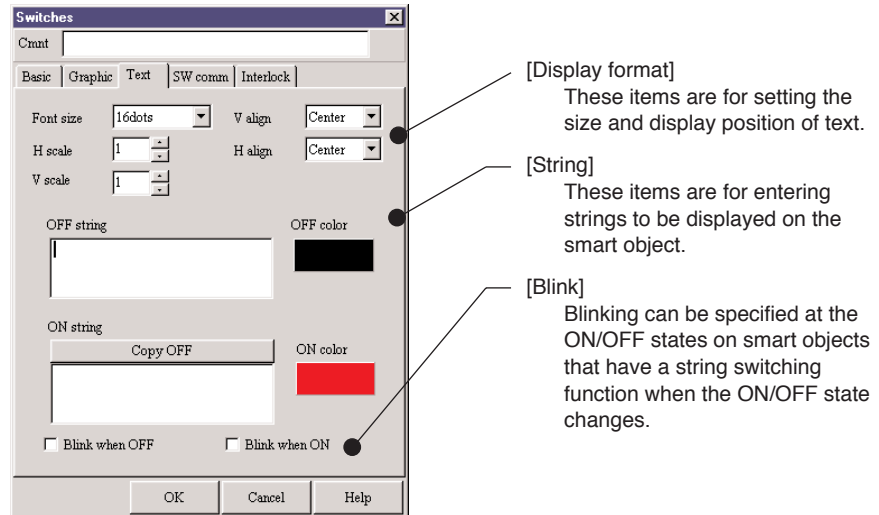 Switches
Cmnt
Basic Graphic Text SW comm Interlock
Font size 16dots V align Center
H scale 1 H align Center
V scale 1
OFF string OFF color
ON string
Copy OFF ON color
Blink when OFF Blink when ON
OK Cancel Help
[Display format]
These items are for setting the
size and display position of text.
[String]
These items are for entering
strings to be displayed on the
smart object.
[Blink]
Blinking can be specified at the
ON/OFF states on smart objects
that have a string switching
function when the ON/OFF state
changes.